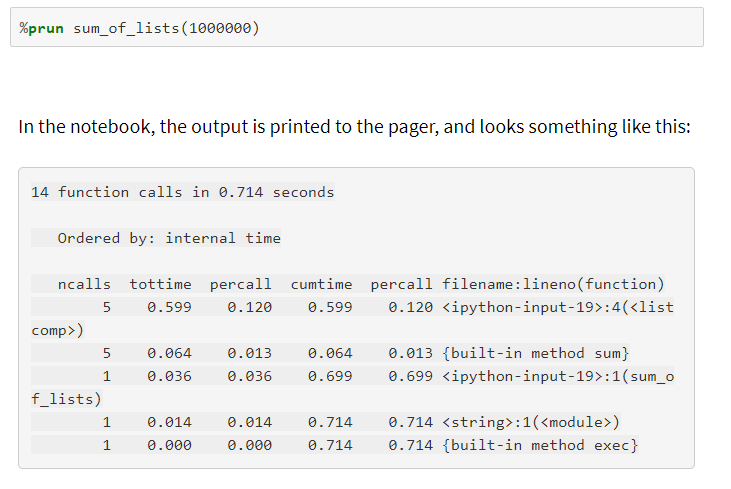 %prun sum_of_lists(1000000)
In the notebook, the output is printed to the pager, and looks something like this:
14 function calls in 0.714 seconds
Ordered by: internal time
ncalls  tottime  percall  cumtime  percall filename:lineno(function)
5    0.599    0.120    0.599    0.120 <ipython-input-19>:4(<list
comp>)
5    0.064    0.013    0.064    0.013 {built-in method sum}
1    0.036    0.036    0.699    0.699 <ipython-input-19>:1(sum_o
f_lists)
1    0.014    0.014    0.714    0.714 <string>:1(<module>)
1    0.000    0.000    0.714    0.714 {built-in method exec}